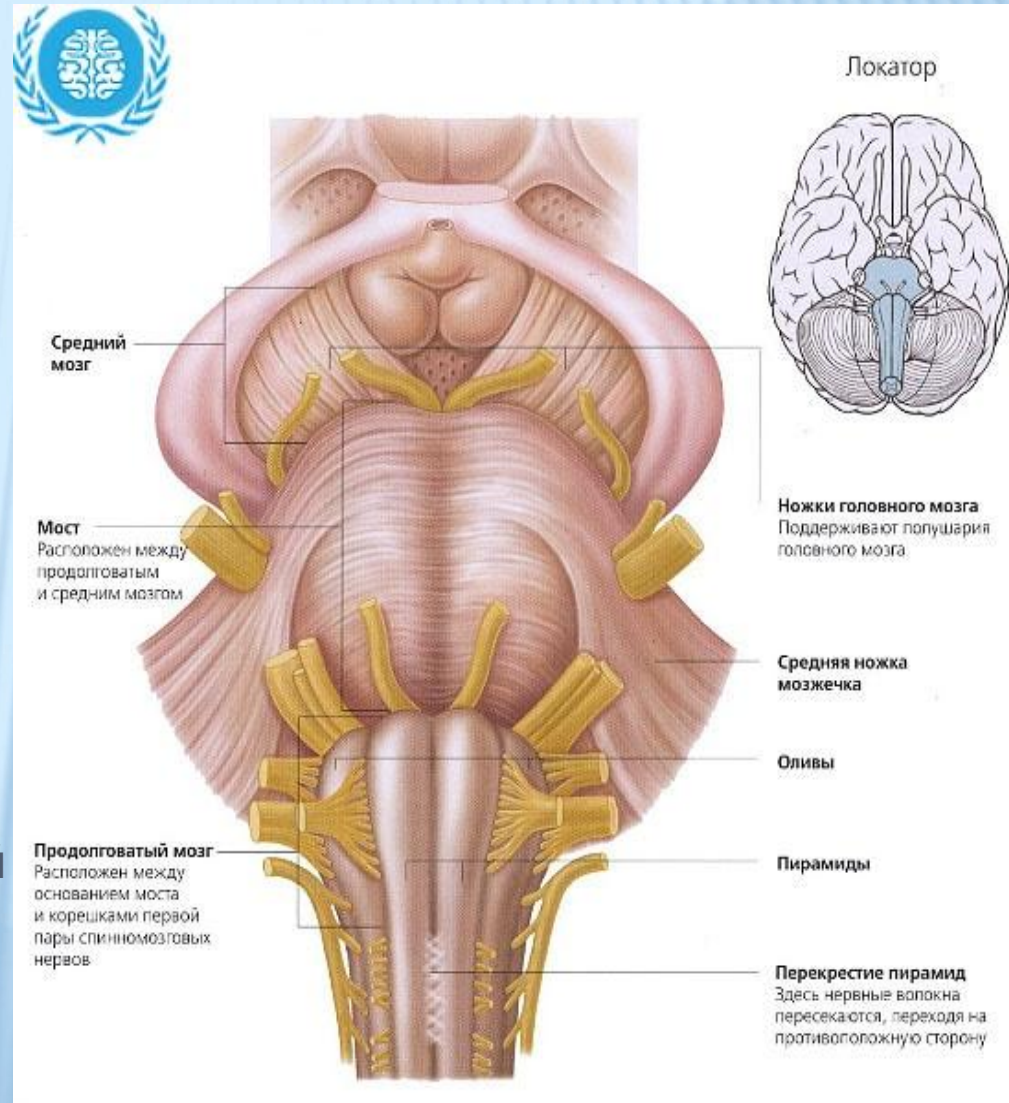 Локатор
Средний
мозг
Мост
Расположен между
продолговатым
и средним мозгом
Продолговатый мозг
Расположен между
основанием моста
и корешками первой
пары спинномозговых
нервов
Ножки головного мозга
Поддерживают полушария
головного мозга
Средняя ножка
мозжечка
Оливы
Пирамиды
Перекрестие пирамид
Здесь нервные волокна
пересекаются, переходя на
противоположную сторону